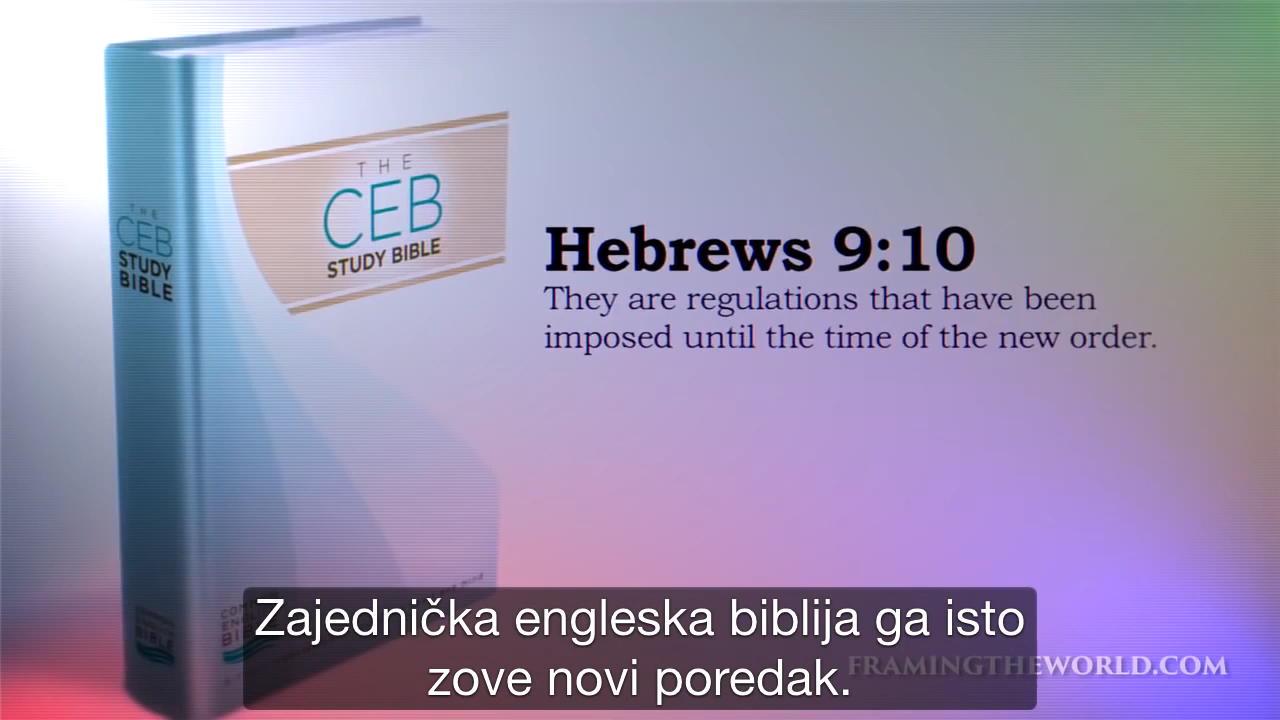 THE
CEB
STUDY BIBLE
THE
CEB
STUDY
BIBLE
Hebrews 9:10
They are regulations that have been
imposed until the time of the new order.
BIBLE
Zajednička engleska biblija ga isto
zove novi poredak.
FRAMINGTHEWORLD.COM